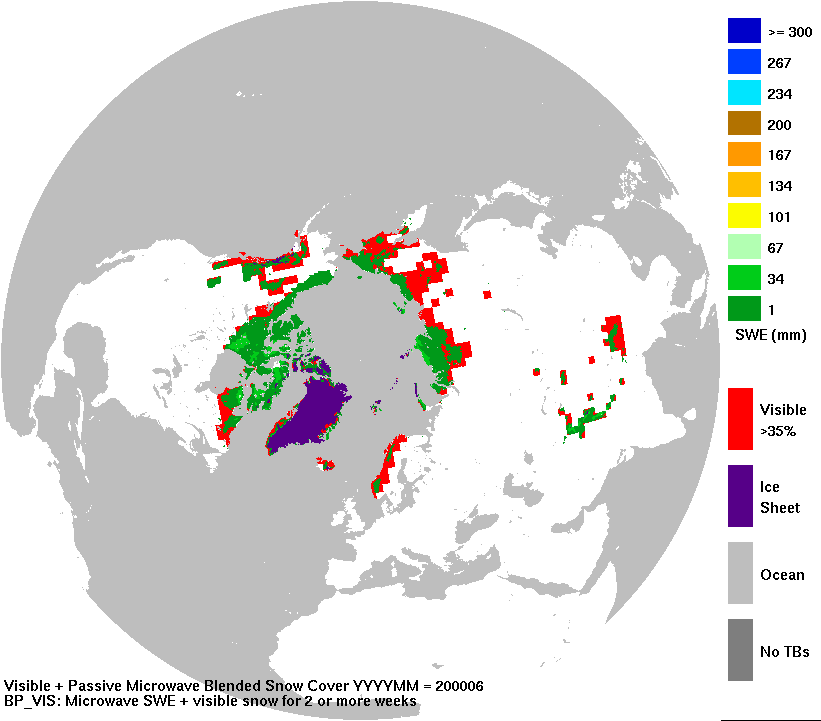 >= 300
267
234
200
167
134
101
67
34
1
SWE (mm)
Visible
>35%
Ice
Sheet
Ocean
No TBs
Visible + Passive Microwave Blended Snow Cover YYYYMM = 200006
BP_VIS: Microwave SWE + visible snow for 2 or more weeks